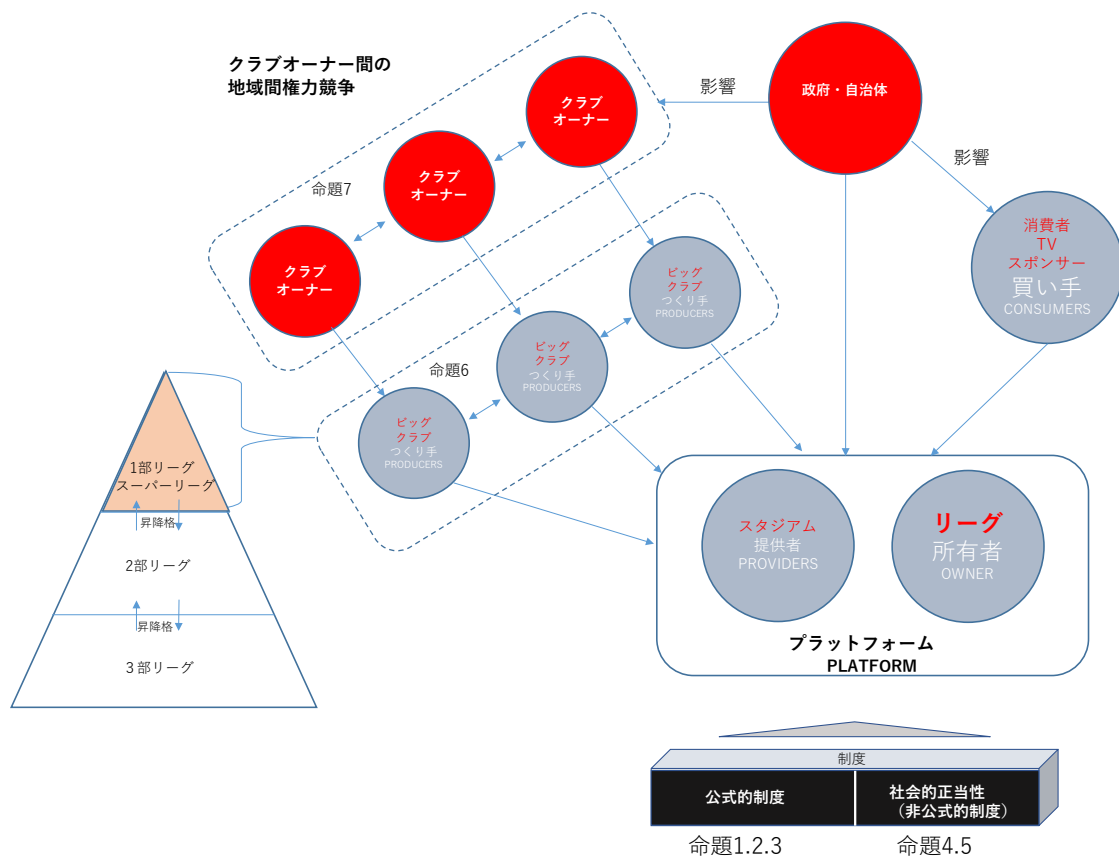 クラブオーナー間の
地域間権力競争
クラブ
オーナー
影響
政府・自治体
クラブ
オーナー
命題7
影響
クラブ
オーナー
消費者
TV
スポンサー
買い手
CONSUMERS
ビッグ
クラブ
つくり手
PRODUCERS
ビッグ
クラブ
つくり手
PRODUCERS
命題6
ビッグ
クラブ
つくり手
PRODUCERS
1部リーグ
スーパーリーグ
昇降格
2部リーグ
昇降格
3部リーグ
スタジアム
提供者
PROVIDERS
リーグ
所有者
OWNER
プラットフォーム
PLATFORM
制度
公式的制度
社会的正当性
（非公式的制度）
命題1.2.3
命題4.5